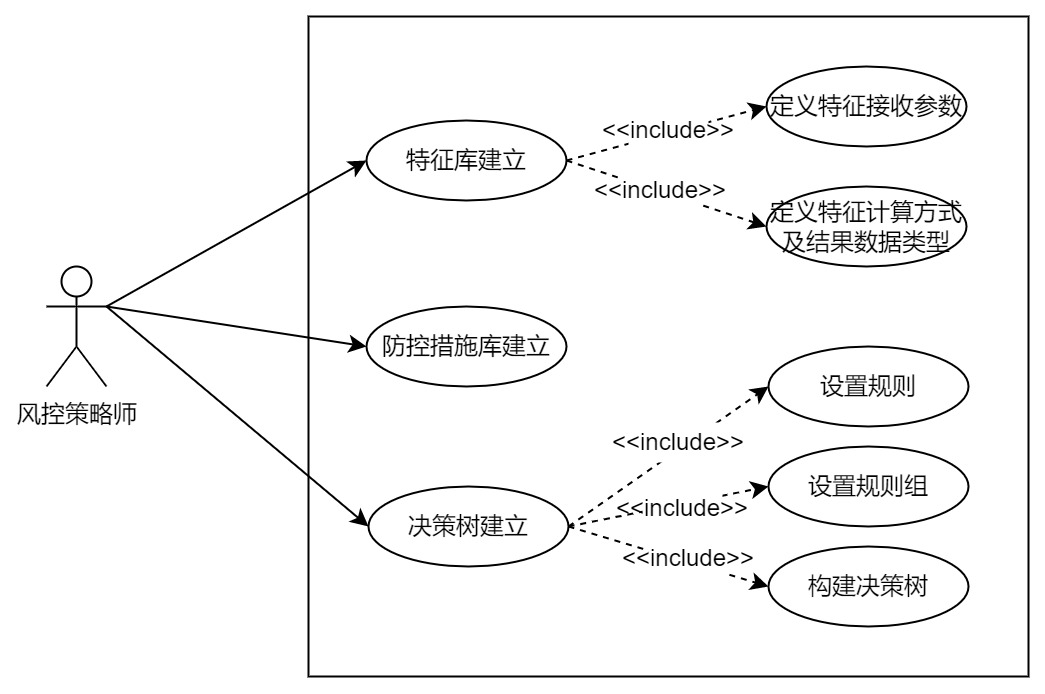 定义特征接收参数
<<include>>
特征库建立
<<include>>
定义特征计算方式
及结果数据类型
防控措施库建立
设置规则
风控策略师
<<include>>
设置规则组
<<include>>
决策树建立
<<include>>
构建决策树